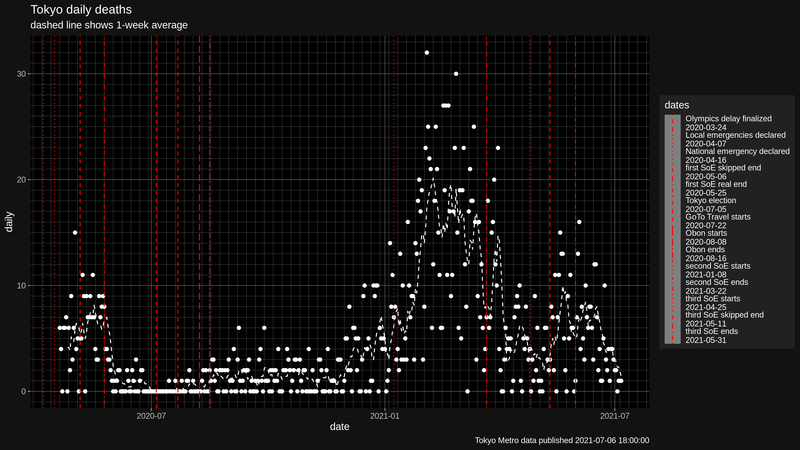 Tokyo daily deaths
dashed line shows 1-week average
30
20
10
0
daily
2020-07
2021-01
2021-07
date
Tokyo Metro data published 2021-07-06 18:00:00
dates
Olympics delay finalized
2020-03-24
Local emergencies declared
2020-04-07
National emergency declared
2020-04-16
first SoE skipped end
2020-05-06
first SoE real end
2020-05-25
Tokyo election
2020-07-05
GoTo Travel starts
2020-07-22
Obon starts
2020-08-08
Obon ends
2020-08-16
second SoE starts
2021-01-08
second SoE ends
2021-03-22
third SoE starts
2021-04-25
third SoE skipped end
2021-05-11
third SoE ends
2021-05-31